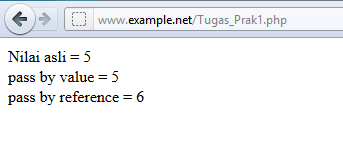 www.example.net/Tugas_Prak1.php
Nilai asli = 5
pass by value = 5
pass by reference = 6